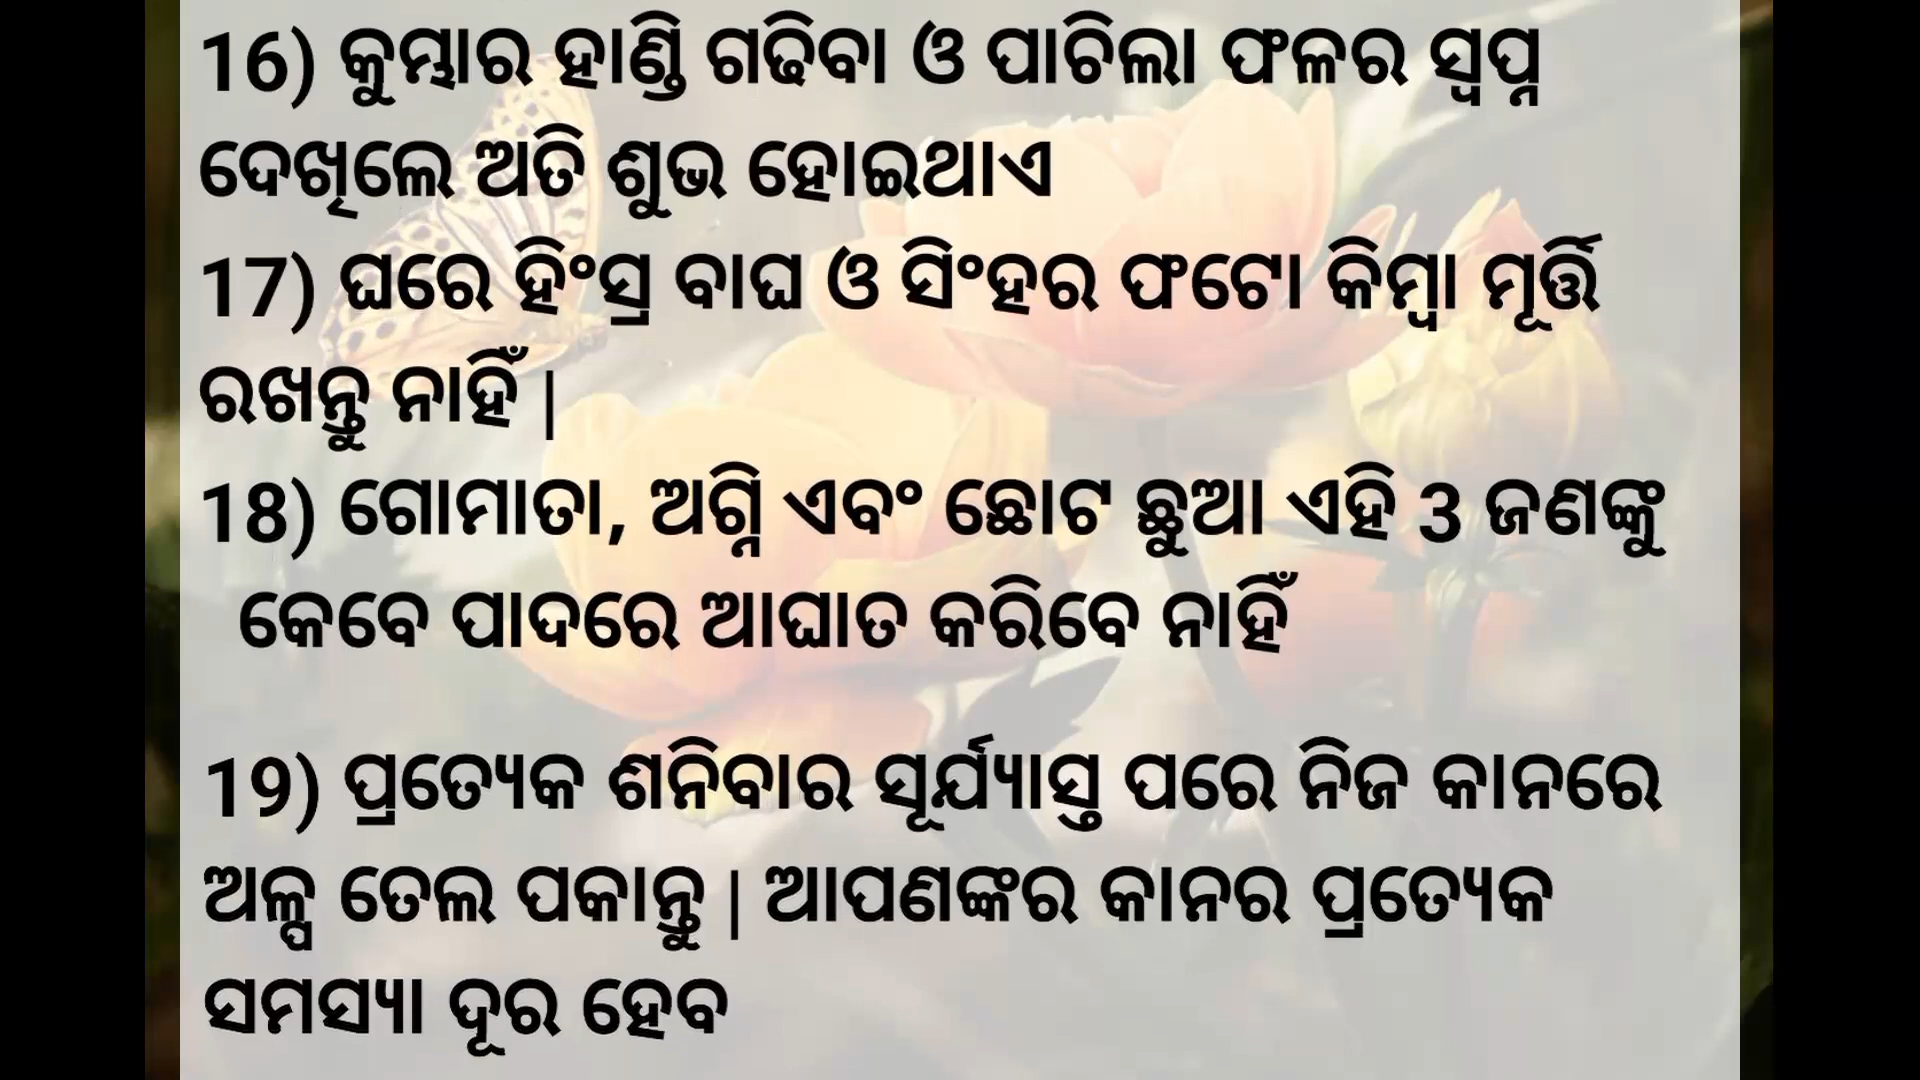 16) କୁମ୍ଭାର ହାଣ୍ଡି ଗଢିବା ଓ ପାଚିଲା ଫଳର ସ୍ୱପ୍ନ
ଦେଖିଲେ ଅତି ଶୁଭ ହୋଇଥାଏ
17) ଘରେ ହିଂସ୍ର ବାଘ ଓ ସିଂହର ଫଟୋ କିମ୍ବା ମୂର୍ତ୍ତି
ରଖନ୍ତୁ ନାହିଁ |
18) ଗୋମାତା, ଅଗ୍ନି ଏବଂ ଛୋଟ ଛୁଆ ଏହି 3 ଜଣଙ୍କୁ
କେବେ ପାଦରେ ଆଘାତ କରିବେ ନାହିଁ
19) ପ୍ରତ୍ୟେକ ଶନିବାର ସୂର୍ଯ୍ୟାସ୍ତ ପରେ ନିଜ କାନରେ
ଅଳ୍ପ ତେଲ ପକାନ୍ତୁ | ଆପଣଙ୍କର କାନର ପ୍ରତ୍ୟେକ
ସମସ୍ୟା ଦୂର ହେବ